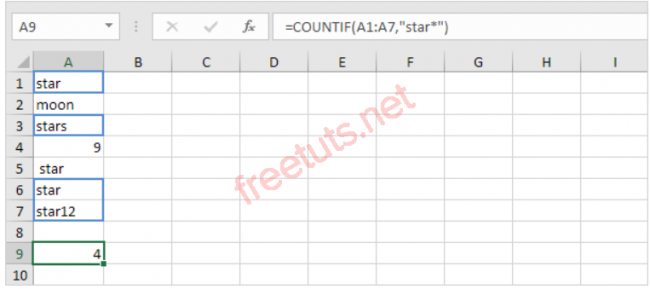 A9 fx =COUNTIF(A1:A7,"star*")
A B C D E F G H I
1 star
2 moon
3 stars
4 9
5 star
6 star
7 star12
8
9 4
10
freetuts.net